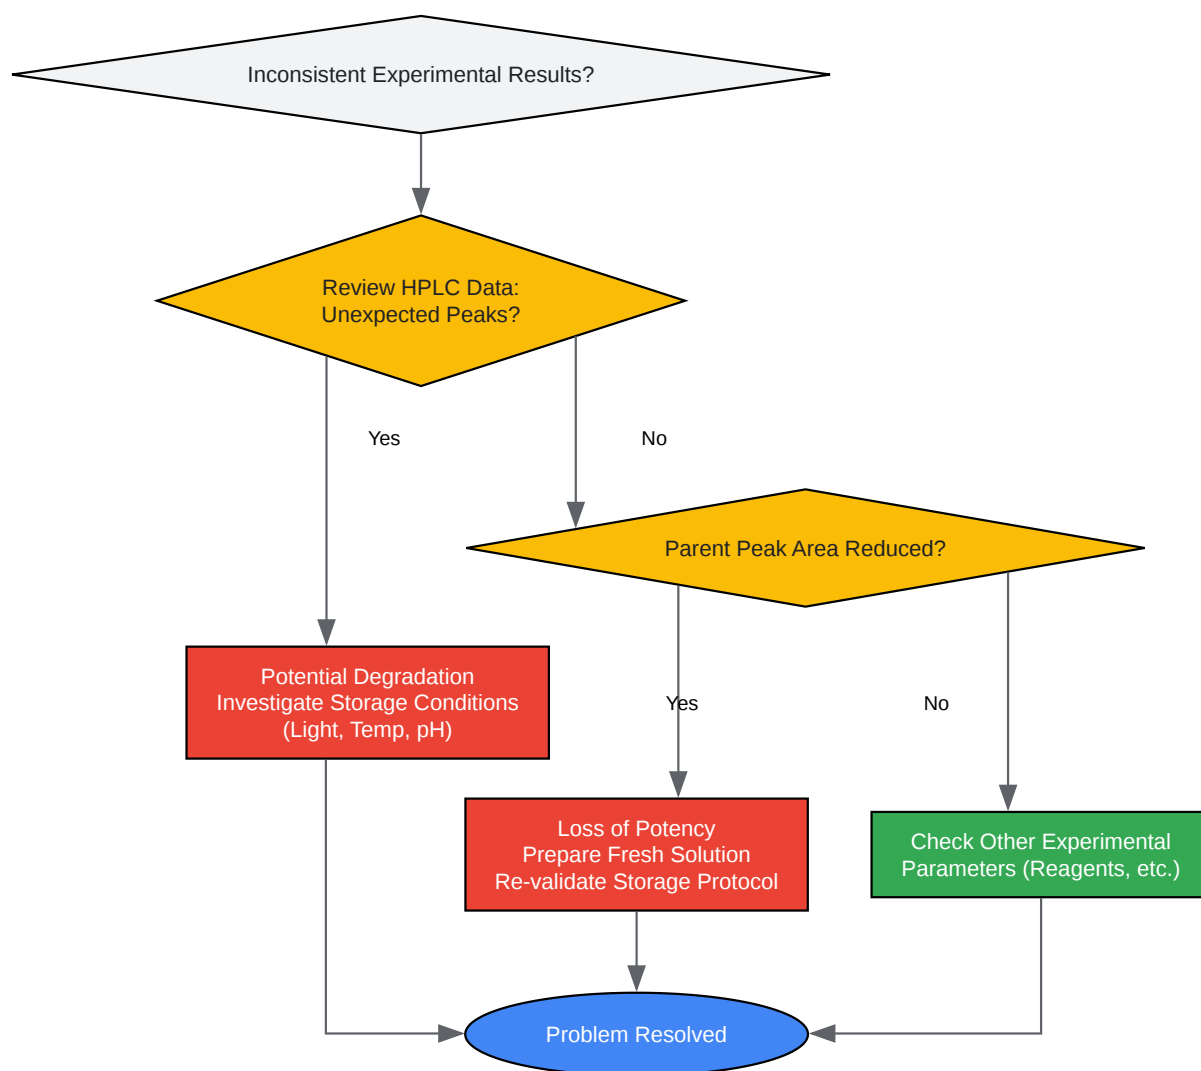 Inconsistent Experimental Results?
Review HPLC Data:
Unexpected Peaks?
Yes
No
Parent Peak Area Reduced?
Potential Degradation
Investigate Storage Conditions
(Light, Temp, pH)
Yes
No
Loss of Potency
Prepare Fresh Solution
Re-validate Storage Protocol
Check Other Experimental
Parameters (Reagents, etc.)
Problem Resolved